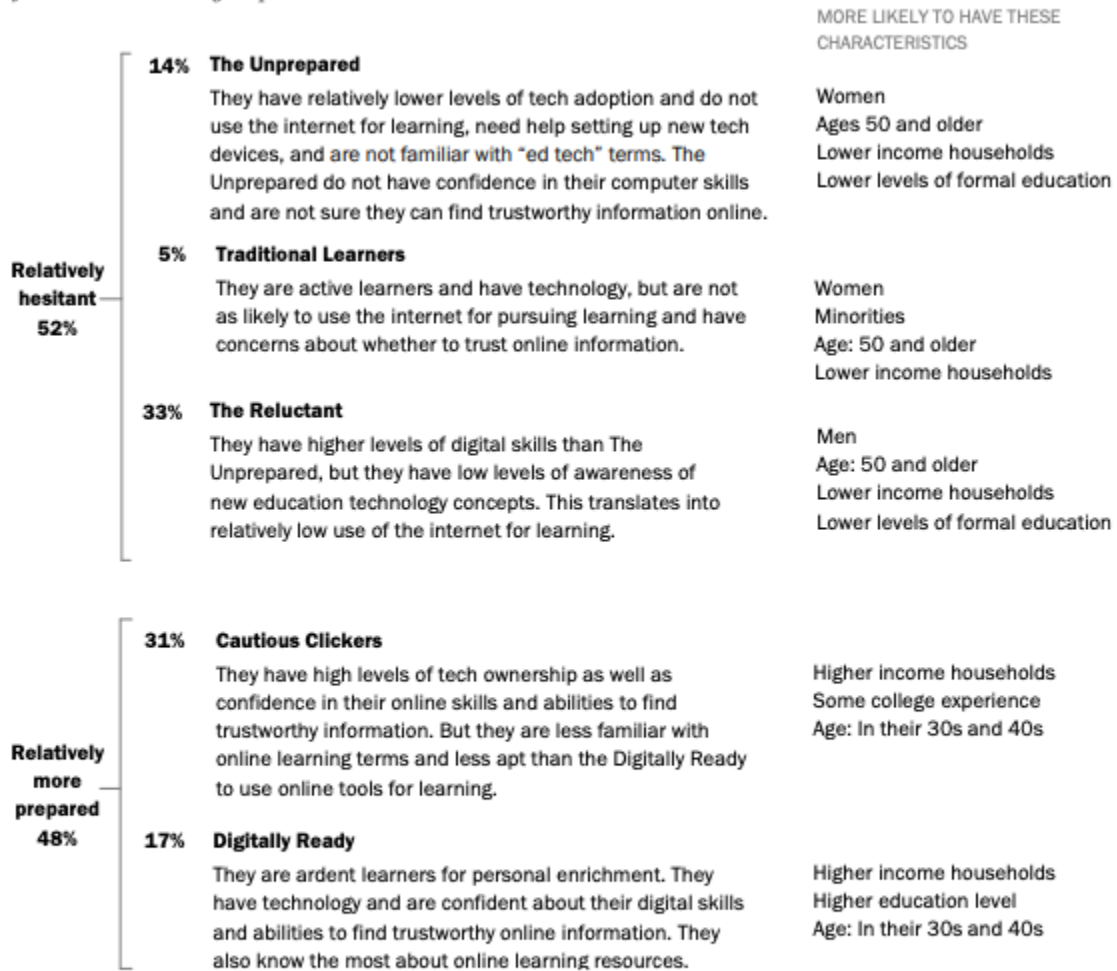 MORE LIKELY TO HAVE THESE
CHARACTERISTICS
14% The Unprepared
They have relatively lower levels of tech adoption and do not
use the internet for learning, need help setting up new tech
devices, and are not familiar with “ed tech” terms. The
Unprepared do not have confidence in their computer skills
and are not sure they can find trustworthy information online.
Women
Ages 50 and older
Lower income households
Lower levels of formal education
Relatively
hesitant
52%
5% Traditional Learners
They are active learners and have technology, but are not
as likely to use the internet for pursuing learning and have
concerns about whether to trust online information.
Women
Minorities
Age: 50 and older
Lower income households
33% The Reluctant
They have higher levels of digital skills than The
Unprepared, but they have low levels of awareness of
new education technology concepts. This translates into
relatively low use of the internet for learning.
Men
Age: 50 and older
Lower income households
Lower levels of formal education
31% Cautious Clickers
They have high levels of tech ownership as well as
confidence in their online skills and abilities to find
trustworthy information. But they are less familiar with
online learning terms and less apt than the Digitally Ready
to use online tools for learning.
Higher income households
Some college experience
Age: In their 30s and 40s
Relatively
more
prepared
48%
17% Digitally Ready
They are ardent learners for personal enrichment. They
have technology and are confident about their digital skills
and abilities to find trustworthy online information. They
also know the most about online learning resources.
Higher income households
Higher education level
Age: In their 30s and 40s